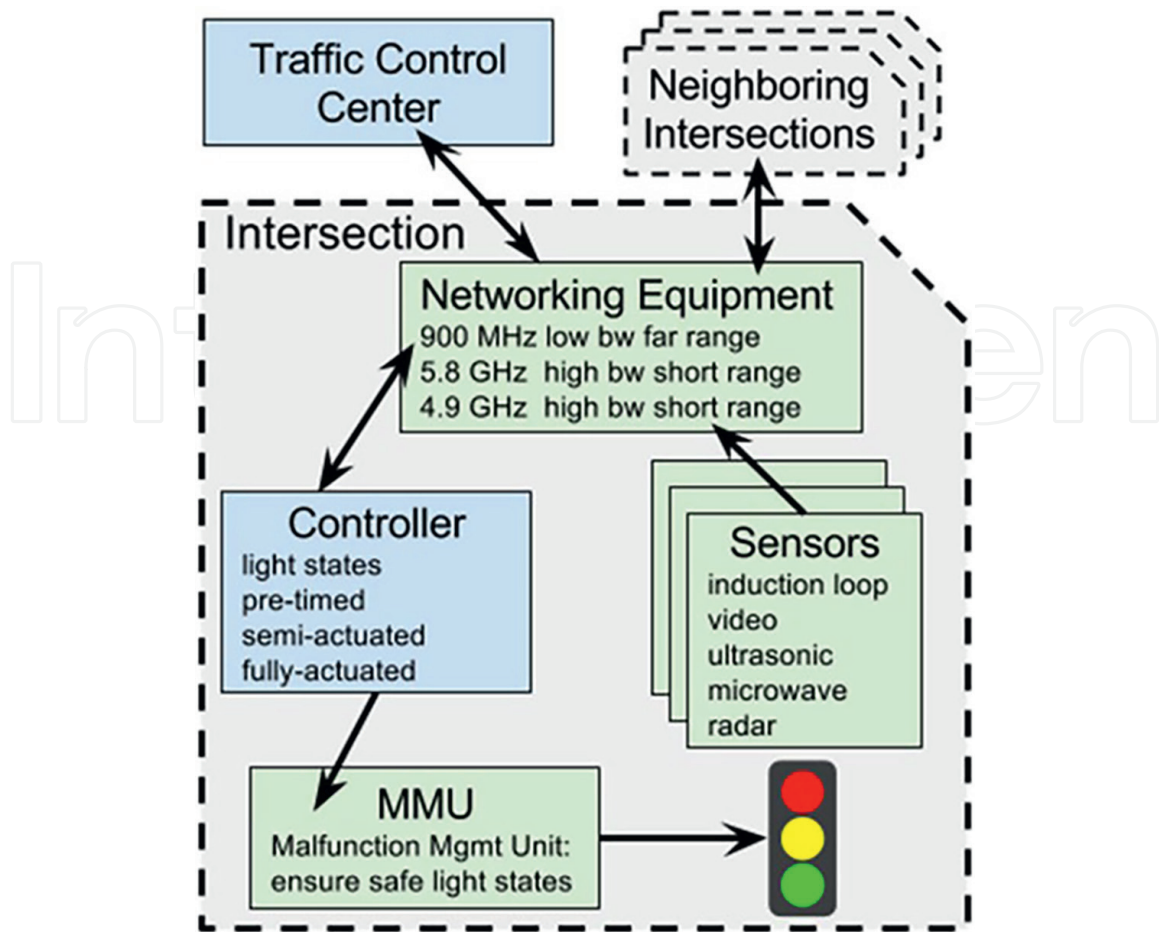 Traffic Control
Center
Neighboring
Intersections
Intersection
Networking Equipment
900 MHz low bw far range
5.8 GHz high bw short range
4.9 GHz high bw short range
Controller
light states
pre-timed
semi-actuated
fully-actuated
Sensors
induction loop
video
ultrasonic
microwave
radar
MMU
Malfunction Mgmt Unit:
ensure safe light states